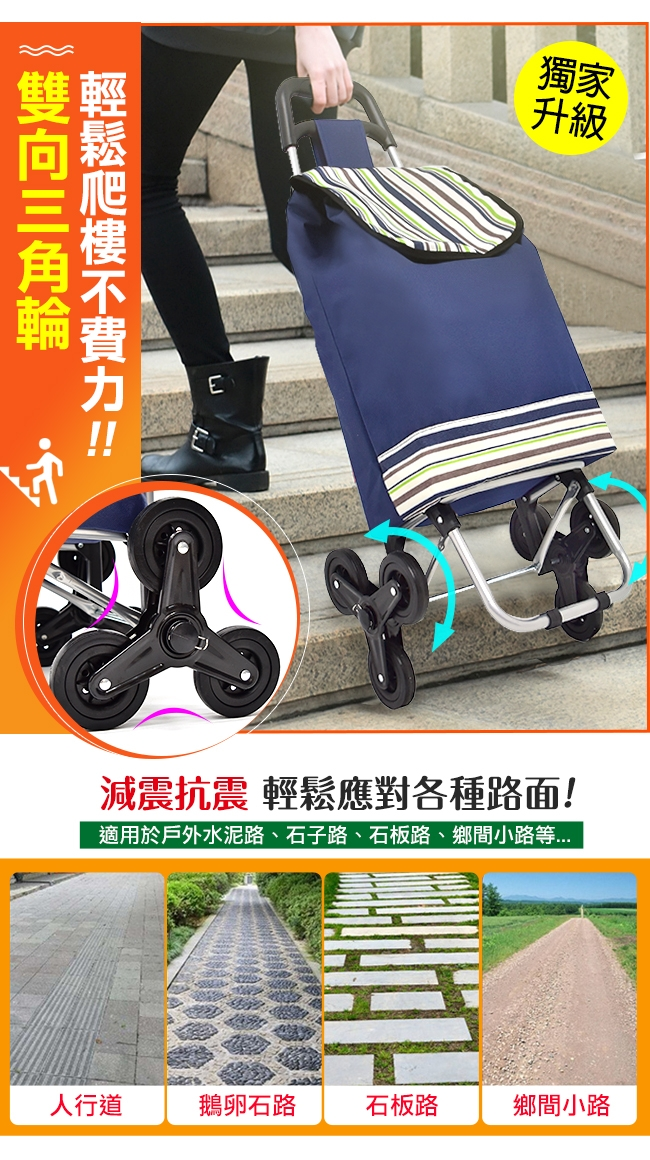 獨家
升級
輕鬆爬樓不費力!!
雙向三角輪
減震抗震 輕鬆應對各種路面!
適用於戶外水泥路、石子路、石板路、鄉間小路等...
人行道
鵝卵石路
石板路
鄉間小路